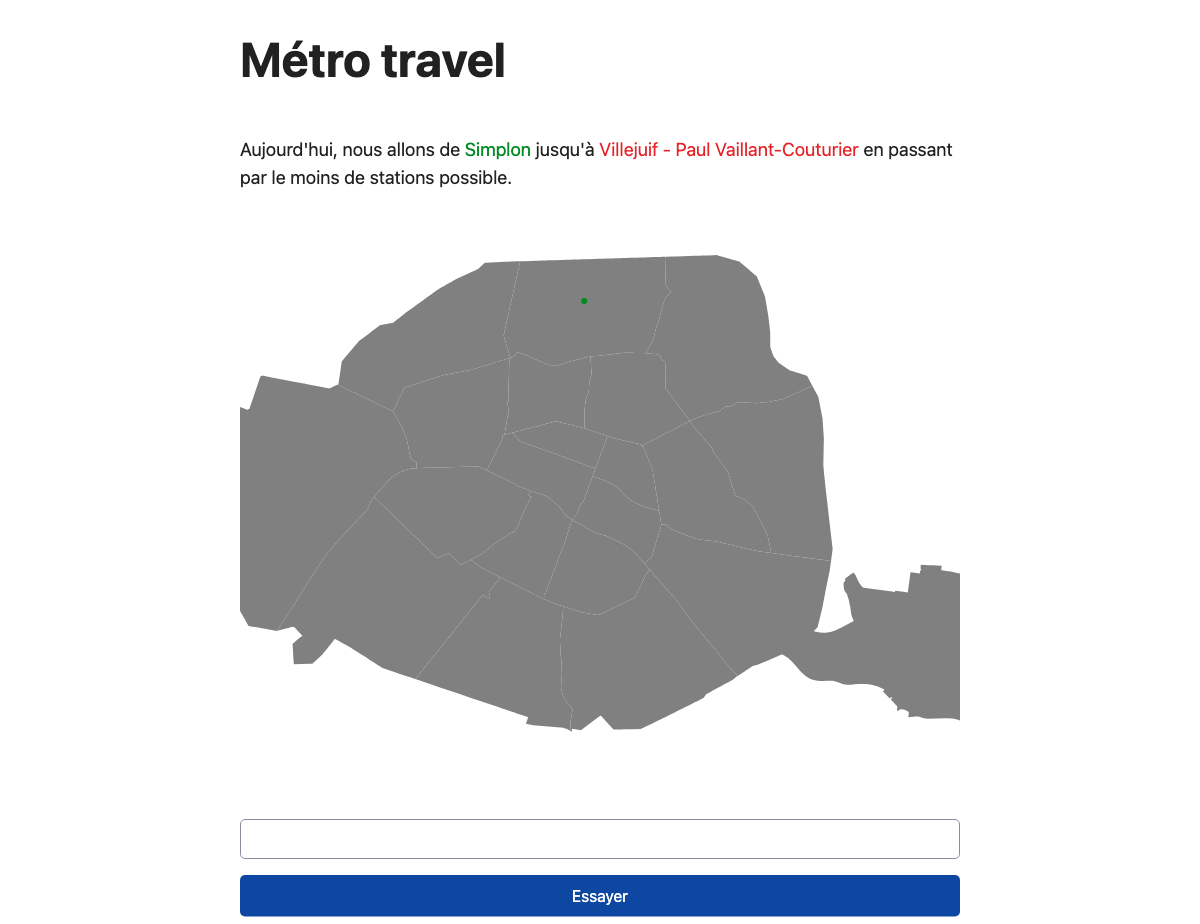 Métro travel
Aujourd'hui, nous allons de Simplon jusqu'à Villejuif - Paul Vaillant-Couturier en passant
par le moins de stations possible.
Essayer